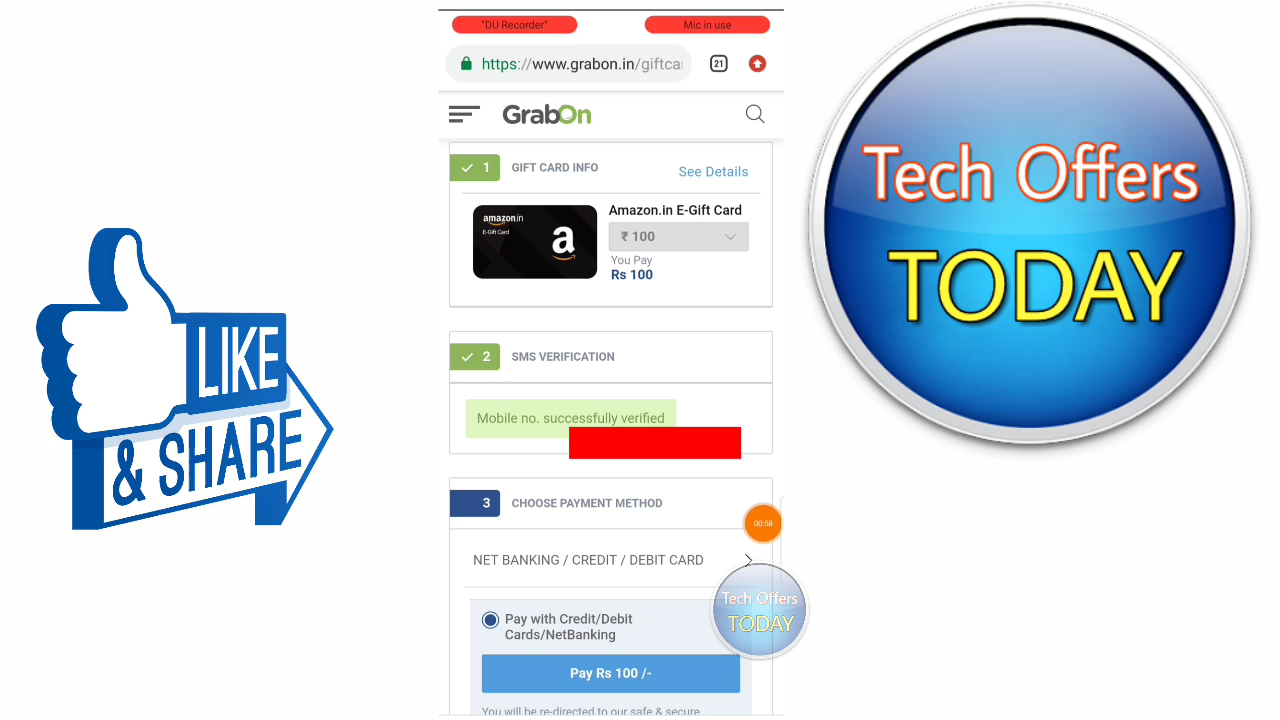 "DU Recorder"
Mic in use
https://www.grabon.in/giftca
21
GrabOn
1
GIFT CARD INFO
See Details
amazon.in
E-Gift Card
a
Amazon.in E-Gift Card
₹ 100
You Pay
Rs 100
2
SMS VERIFICATION
Mobile no. successfully verified
3
CHOOSE PAYMENT METHOD
00:58
NET BANKING / CREDIT / DEBIT CARD
Pay with Credit/Debit
Cards/NetBanking
Pay Rs 100 /-
You will be re-directed to our safe & secure
LIKE
& SHARE
Tech Offers
TODAY
Tech Offers
TODAY